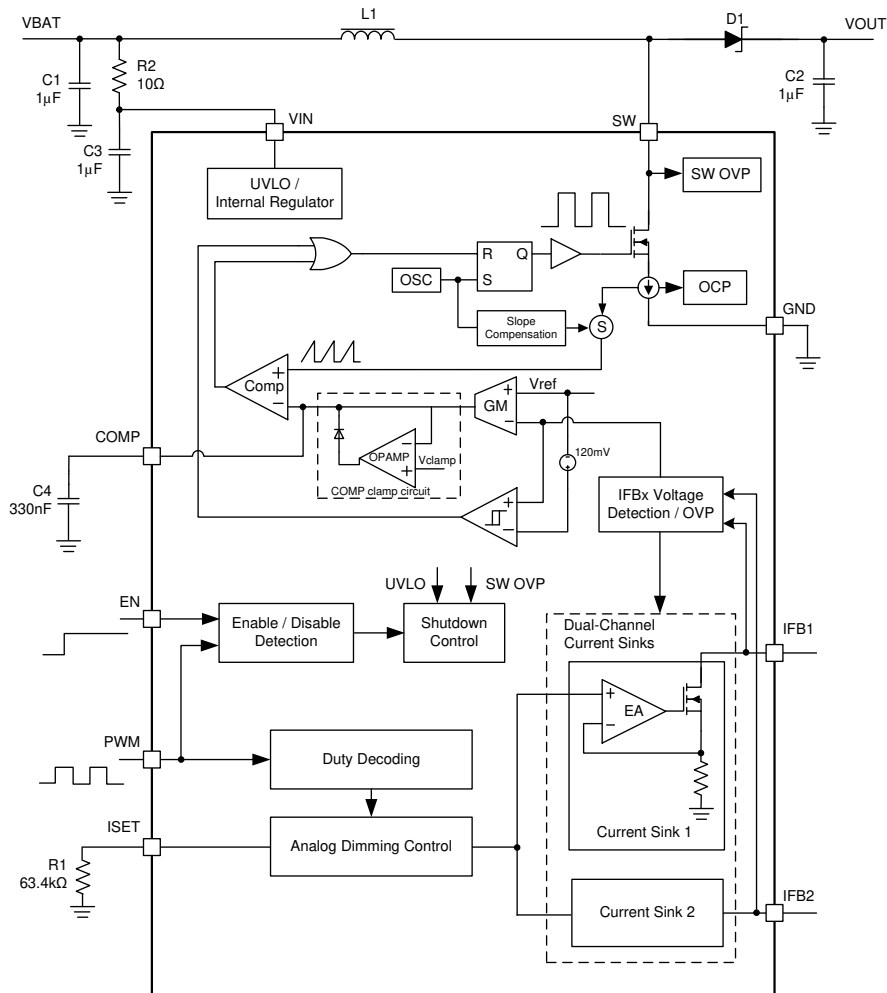 VBAT
L1
D1
VOUT
C1
1µF
R2
10Ω
C2
1µF
VIN
SW
C3
1µF
UVLO /
Internal Regulator
SW OVP
R
Q
S
OSC
OCP
Slope
Compensation
S
GND
Comp
+
−
GM
+
−
Vref
COMP
OPAMP
−
+
Vclamp
COMP clamp circuit
120mV
+
−
C4
330nF
+
−
IFBx Voltage
Detection / OVP
UVLO
SW OVP
EN
Enable / Disable
Detection
Shutdown
Control
Dual-Channel
Current Sinks
IFB1
+
−
EA
PWM
Duty Decoding
ISET
Analog Dimming Control
Current Sink 1
R1
63.4kΩ
Current Sink 2
IFB2